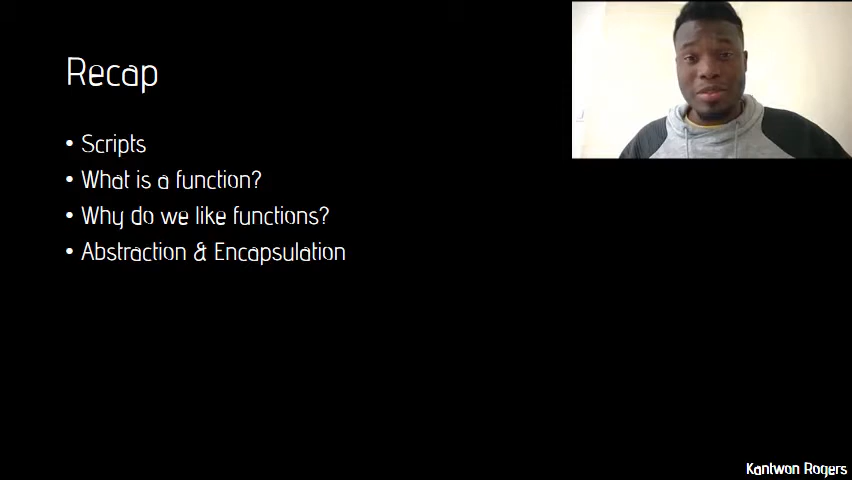 Recap
• Scripts
• What is a function?
• Why do we like functions?
• Abstraction & Encapsulation
Kantwon Rogers